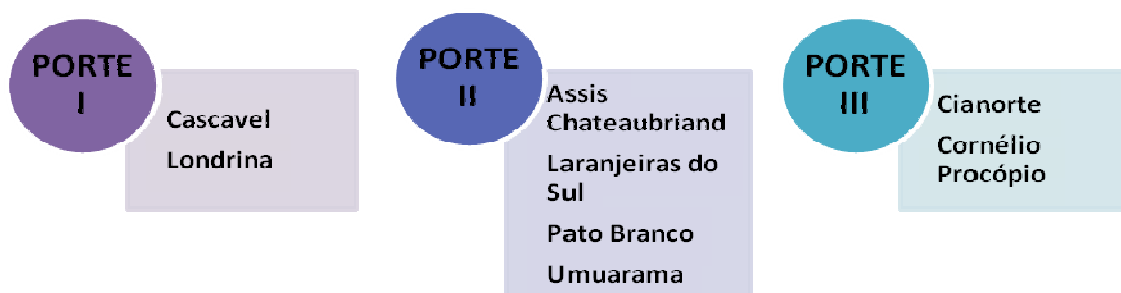 PORTE
I
Cascavel
Londrina
PORTE
II
Assis
Chateaubriand
Laranjeiras do
Sul
Pato Branco
Umuarama
PORTE
III
Cianorte
Cornélio
Procópio